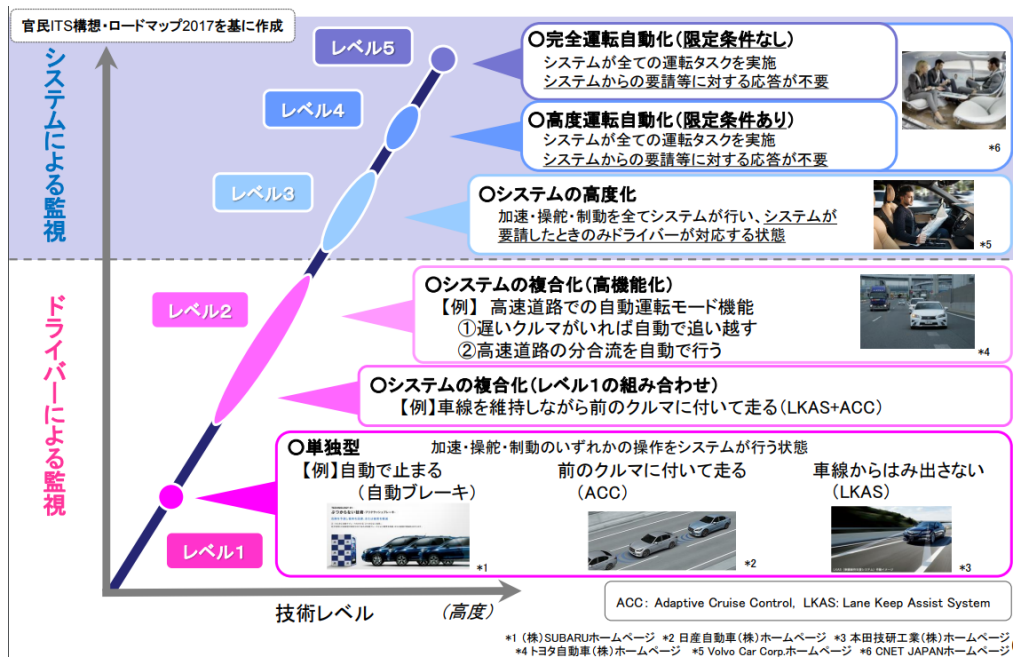 官民ITS構想・ロードマップ2017を基に作成
システムによる監視
ドライバーによる監視
レベル5
〇完全運転自動化(限定条件なし)
システムが全ての運転タスクを実施
システムからの要請等に対する応答が不要
レベル4
〇高度運転自動化(限定条件あり)
システムが全ての運転タスクを実施
システムからの要請等に対する応答が不要
*6
レベル3
〇システムの高度化
加速・操舵・制動を全てシステムが行い、システムが
要請したときのみドライバーが対応する状態
*5
レベル2
〇システムの複合化(高機能化)
【例】 高速道路での自動運転モード機能
①遅いクルマがいれば自動で追い越す
②高速道路の分合流を自動で行う
*4
〇システムの複合化(レベル1の組み合わせ)
【例】車線を維持しながら前のクルマに付いて走る(LKAS+ACC)
レベル1
〇単独型 加速・操舵・制動のいずれかの操作をシステムが行う状態
【例】自動で止まる
(自動ブレーキ)
*1
前のクルマに付いて走る
(ACC)
*2
車線からはみ出さない
(LKAS)
*3
技術レベル (高度)
ACC: Adaptive Cruise Control, LKAS: Lane Keep Assist System
*1 (株)SUBARUホームページ *2 日産自動車(株)ホームページ *3 本田技研工業(株)ホームページ
*4 トヨタ自動車(株)ホームページ *5 Volvo Car Corp.ホームページ *6 CNET JAPANホームページ